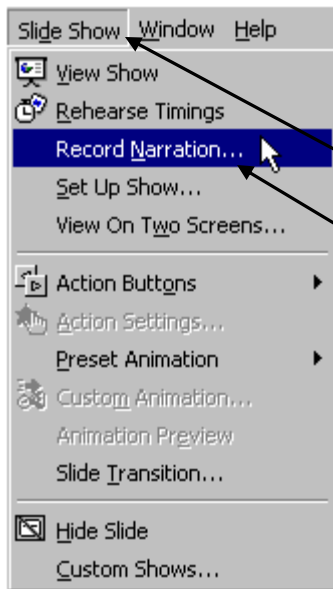 Slide Show Window Help
View Show
Rehearse Timings
Record Narration...
Set Up Show...
View On Two Screens...
Action Buttons
Action Settings...
Preset Animation
Custom Animation...
Animation Preview
Slide Transition...
Hide Slide
Custom Shows...